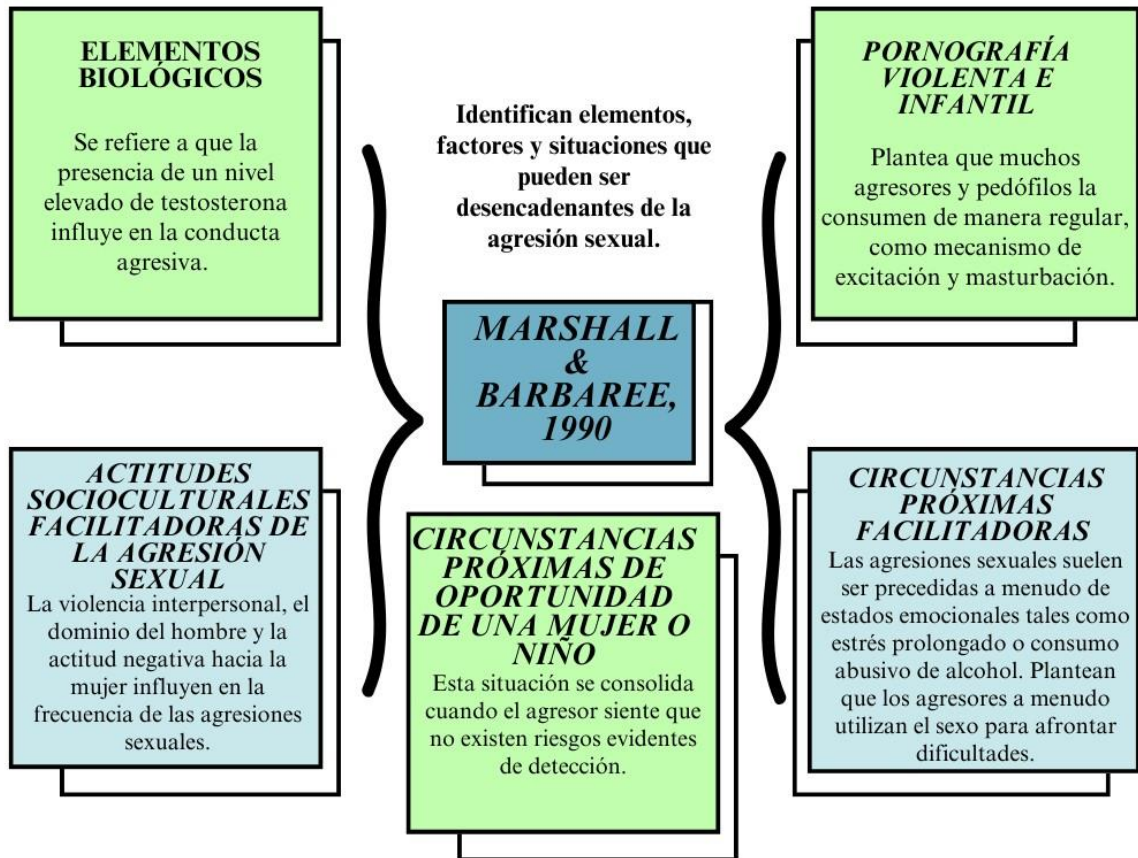 ELEMENTOS
BIOLÓGICOS
Se refiere a que la
presencia de un nivel
elevado de testosterona
influye en la conducta
agresiva.
Identifican elementos,
factores y situaciones que
pueden ser
desencadenantes de la
agresión sexual.
PORNOGRAFÍA
VIOLENTA E
INFANTIL
Plantea que muchos
agresores y pedófilos la
consumen de manera regular,
como mecanismo de
excitación y masturbación.
MARSHALL
&
BARBAREE,
1990
ACTITUDES
SOCIOCULTURALES
FACILITADORAS DE
LA AGRESIÓN
SEXUAL
La violencia interpersonal, el
dominio del hombre y la
actitud negativa hacia la
mujer influyen en la
frecuencia de las agresiones
sexuales.
CIRCUNSTANCIAS
PRÓXIMAS DE
OPORTUNIDAD
DE UNA MUJER O
NIÑO
Esta situación se consolida
cuando el agresor siente que
no existen riesgos evidentes
de detección.
CIRCUNSTANCIAS
PRÓXIMAS
FACILITADORAS
Las agresiones sexuales suelen
ser precedidas a menudo de
estados emocionales tales como
estrés prolongado o consumo
abusivo de alcohol. Plantean
que los agresores a menudo
utilizan el sexo para afrontar
dificultades.